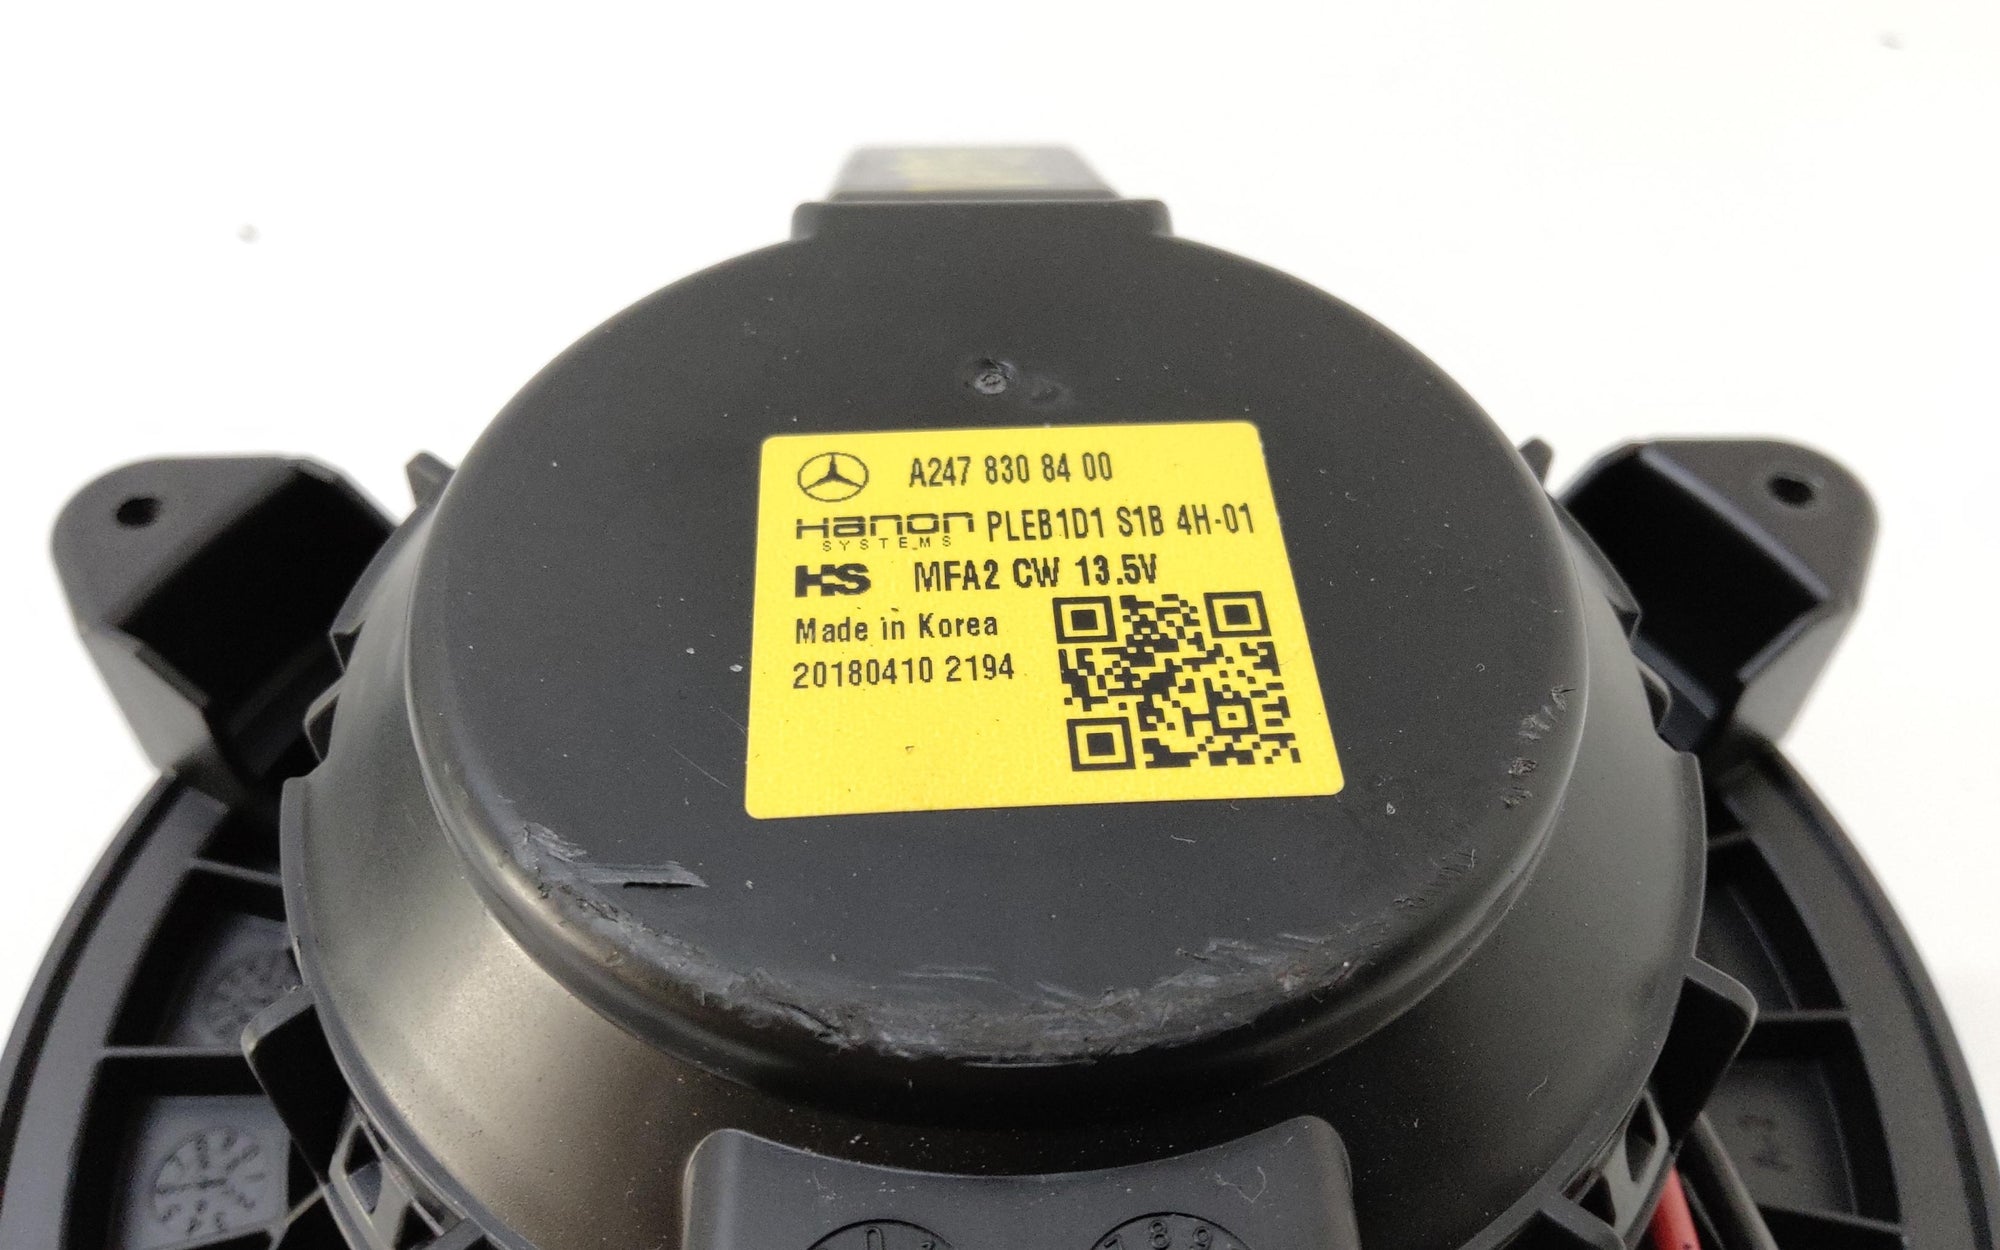 A247 830 84 00
Hanon PLEB1D1 S1B 4H-01
SYSTEMS
HS MFA2 CW 13.5V
Made in Korea
20180410 2194